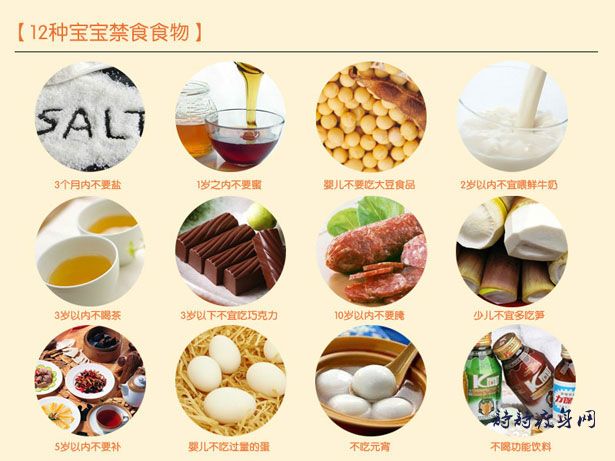 【12种宝宝禁食食物】
SALT
3个月内不要盐
1岁之内不要蜜
婴儿不要吃大豆食品
2岁以内不宜喂鲜牛奶
3岁以内不喝茶
3岁以下不宜吃巧克力
10岁以内不要腌
少儿不宜多吃笋
5岁以内不要补
婴儿不吃过量的蛋
不吃元宵
不喝功能饮料